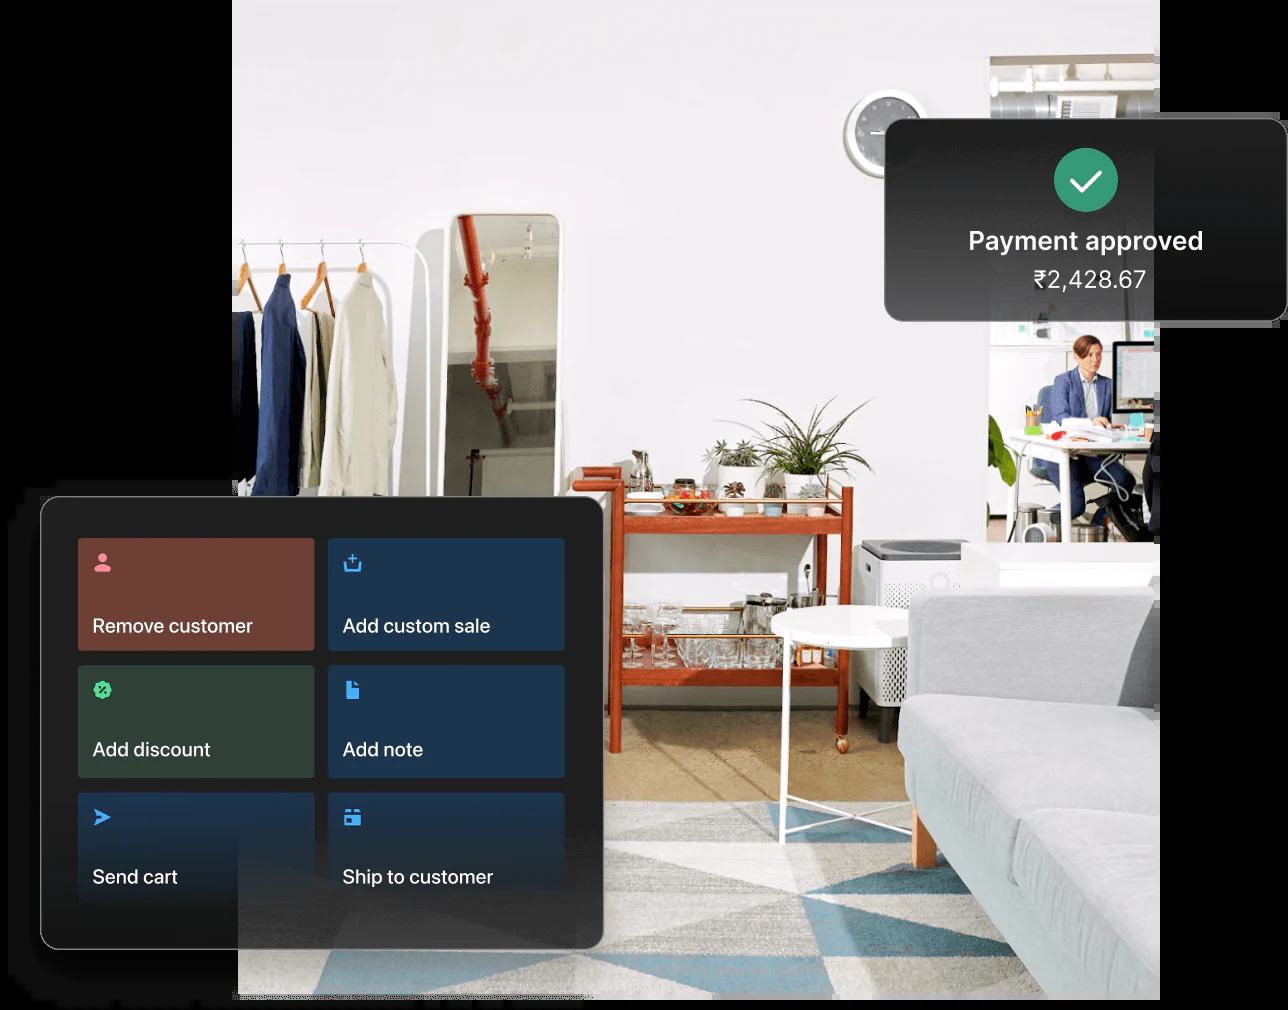 Payment approved
₹2,428.67
Remove customer
Add custom sale
Add discount
Add note
Send cart
Ship to customer